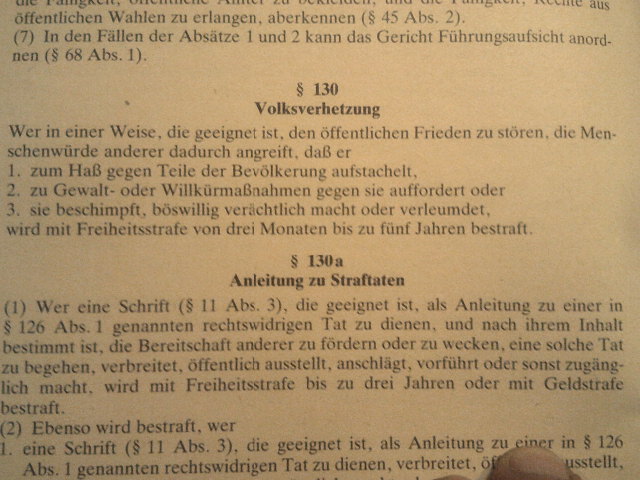 die Fähigkeit, öffentliche Ämter zu bekleiden, und die Fähigkeit, Rechte aus
öffentlichen Wahlen zu erlangen, aberkennen (§ 45 Abs. 2).
(7) In den Fällen der Absätze 1 und 2 kann das Gericht Führungsaufsicht anord-
nen (§ 68 Abs. 1).
§ 130
Volksverhetzung
Wer in einer Weise, die geeignet ist, den öffentlichen Frieden zu stören, die Men-
schenwürde anderer dadurch angreift, daß er
1. zum Haß gegen Teile der Bevölkerung aufstachelt,
2. zu Gewalt- oder Willkürmaßnahmen gegen sie auffordert oder
3. sie beschimpft, böswillig verächtlich macht oder verleumdet,
wird mit Freiheitsstrafe von drei Monaten bis zu fünf Jahren bestraft.
§ 130a
Anleitung zu Straftaten
(1) Wer eine Schrift (§ 11 Abs. 3), die geeignet ist, als Anleitung zu einer in
§ 126 Abs. 1 genannten rechtswidrigen Tat zu dienen, und nach ihrem Inhalt
bestimmt ist, die Bereitschaft anderer zu fördern oder zu wecken, eine solche Tat
zu begehen, verbreitet, öffentlich ausstellt, anschlägt, vorführt oder sonst zugäng-
lich macht, wird mit Freiheitsstrafe bis zu drei Jahren oder mit Geldstrafe
bestraft.
(2) Ebenso wird bestraft, wer
1. eine Schrift (§ 11 Abs. 3), die geeignet ist, als Anleitung zu einer in § 126
Abs. 1 genannten rechtswidrigen Tat zu dienen, verbreitet,